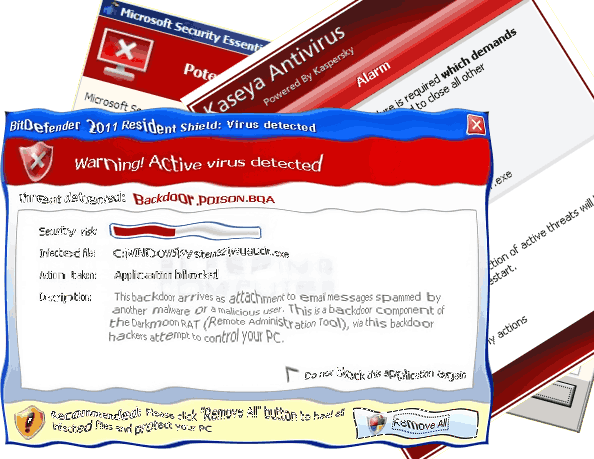 Microsoft Security Essenti
Pote
Microsoft Se
Kaseya Antivirus
Powered By Kaspersky
Alarm
re is required which demands
d to close all other
.exe
ction of active threats will
estart.
y actions
BitDefender 2011 Resident Shield: Virus detected
Warning! Active virus detected
Threat detected: Backdoor.POISON.BQA
Security risk:
Infected file: C:\WINDOWS\system32\wuaucldr.exe
Action taken: Application blocked
Description: This backdoor arrives as attachment to email messages spammed by
another malware or a malicious user. This is a backdoor component of
the Darkmoon RAT (Remote Administration Tool), via this backdoor
hackers attempt to control your PC.
Do not block this application again
Recommended: Please click "Remove All" button to heal all
infected files and protect your PC
Remove All